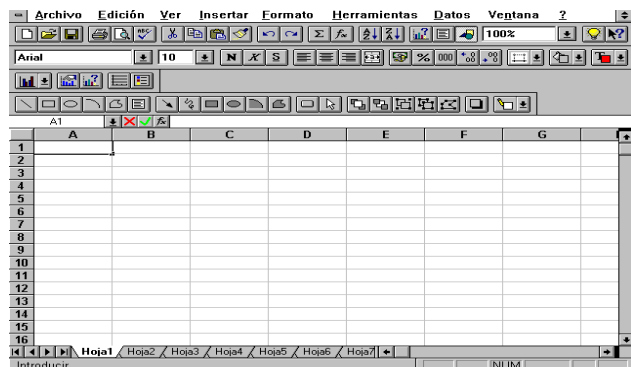 Archivo Edición Ver Insertar Formato Herramientas Datos Ventana ?
100%
Arial 10 N K S % 000
A1
A B C D E F G
1
2
3
4
5
6
7
8
9
10
11
12
13
14
15
16
Hoja1 Hoja2 Hoja3 Hoja4 Hoja5 Hoja6 Hoja7
Introducir NUM